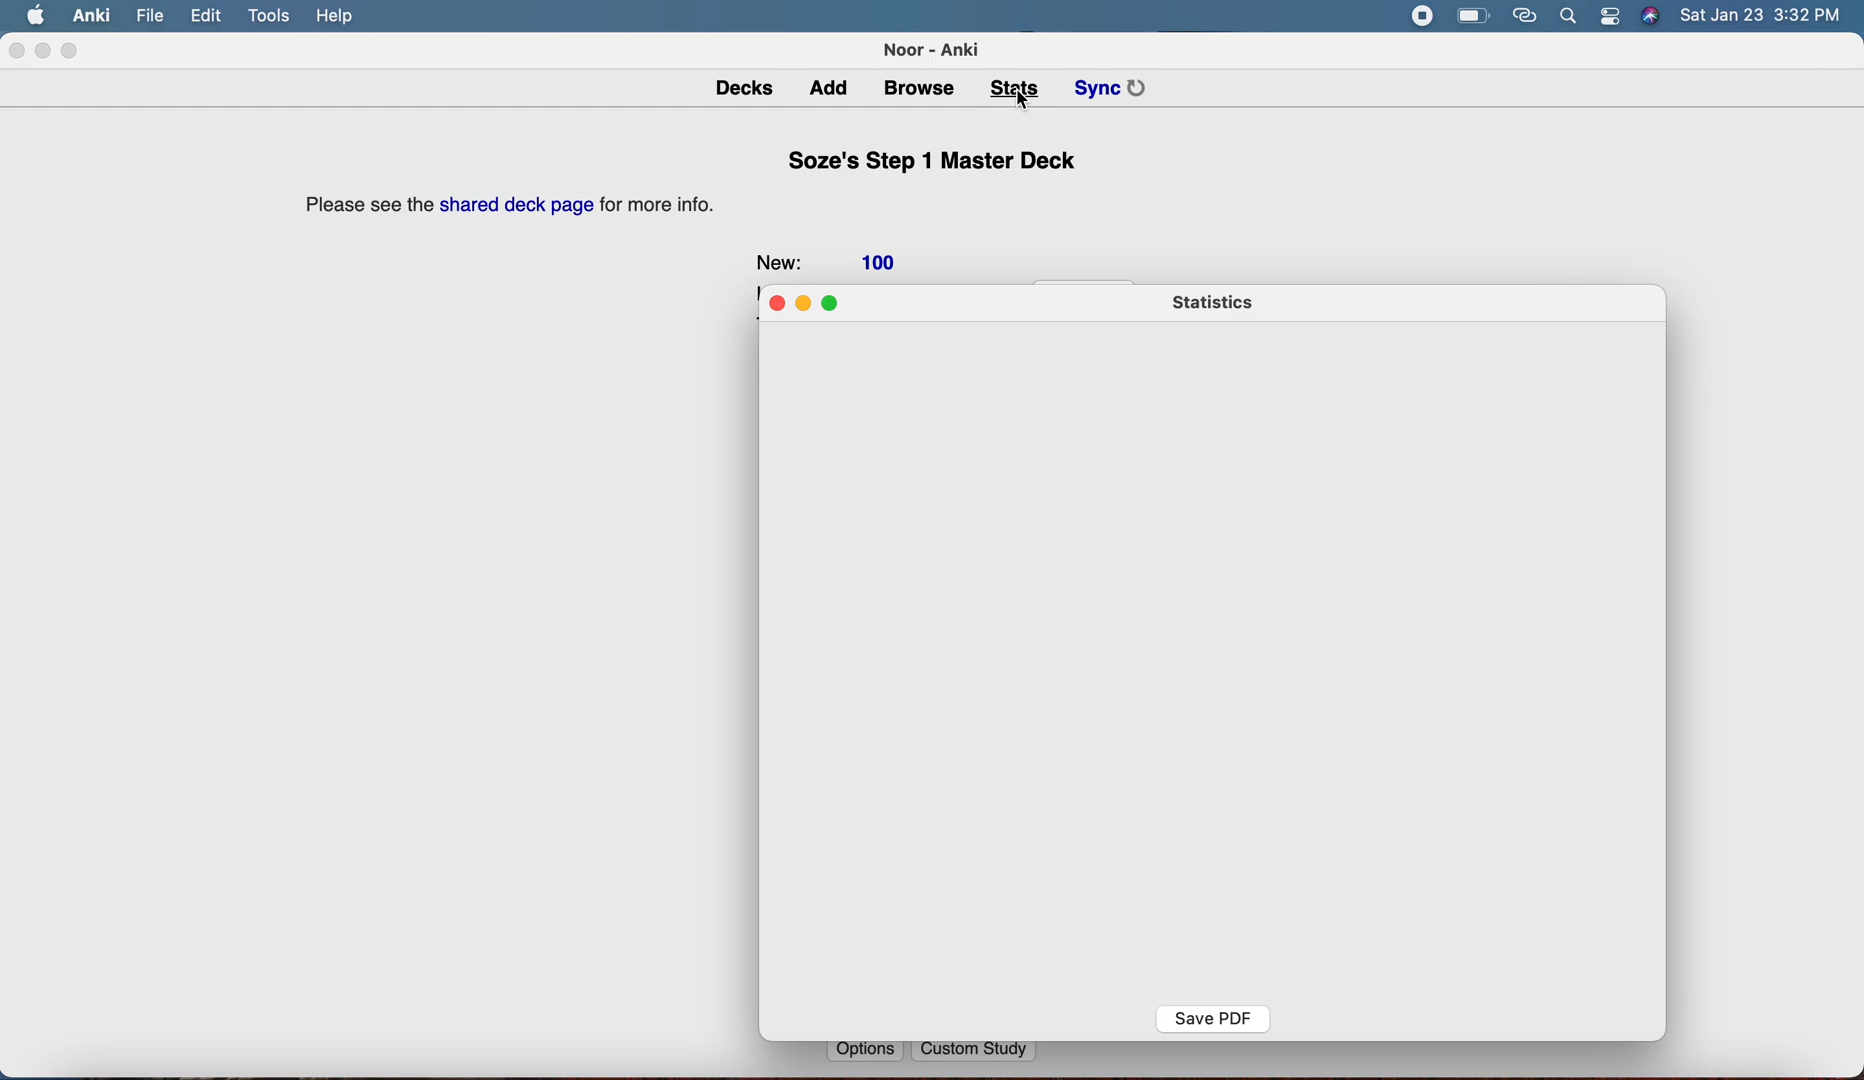 Anki File Edit Tools Help Sat Jan 23 3:32 PM
Noor - Anki
Decks Add Browse Stats Sync
Soze's Step 1 Master Deck
Please see the shared deck page for more info.
New: 100
Statistics
Save PDF
Options Custom Study